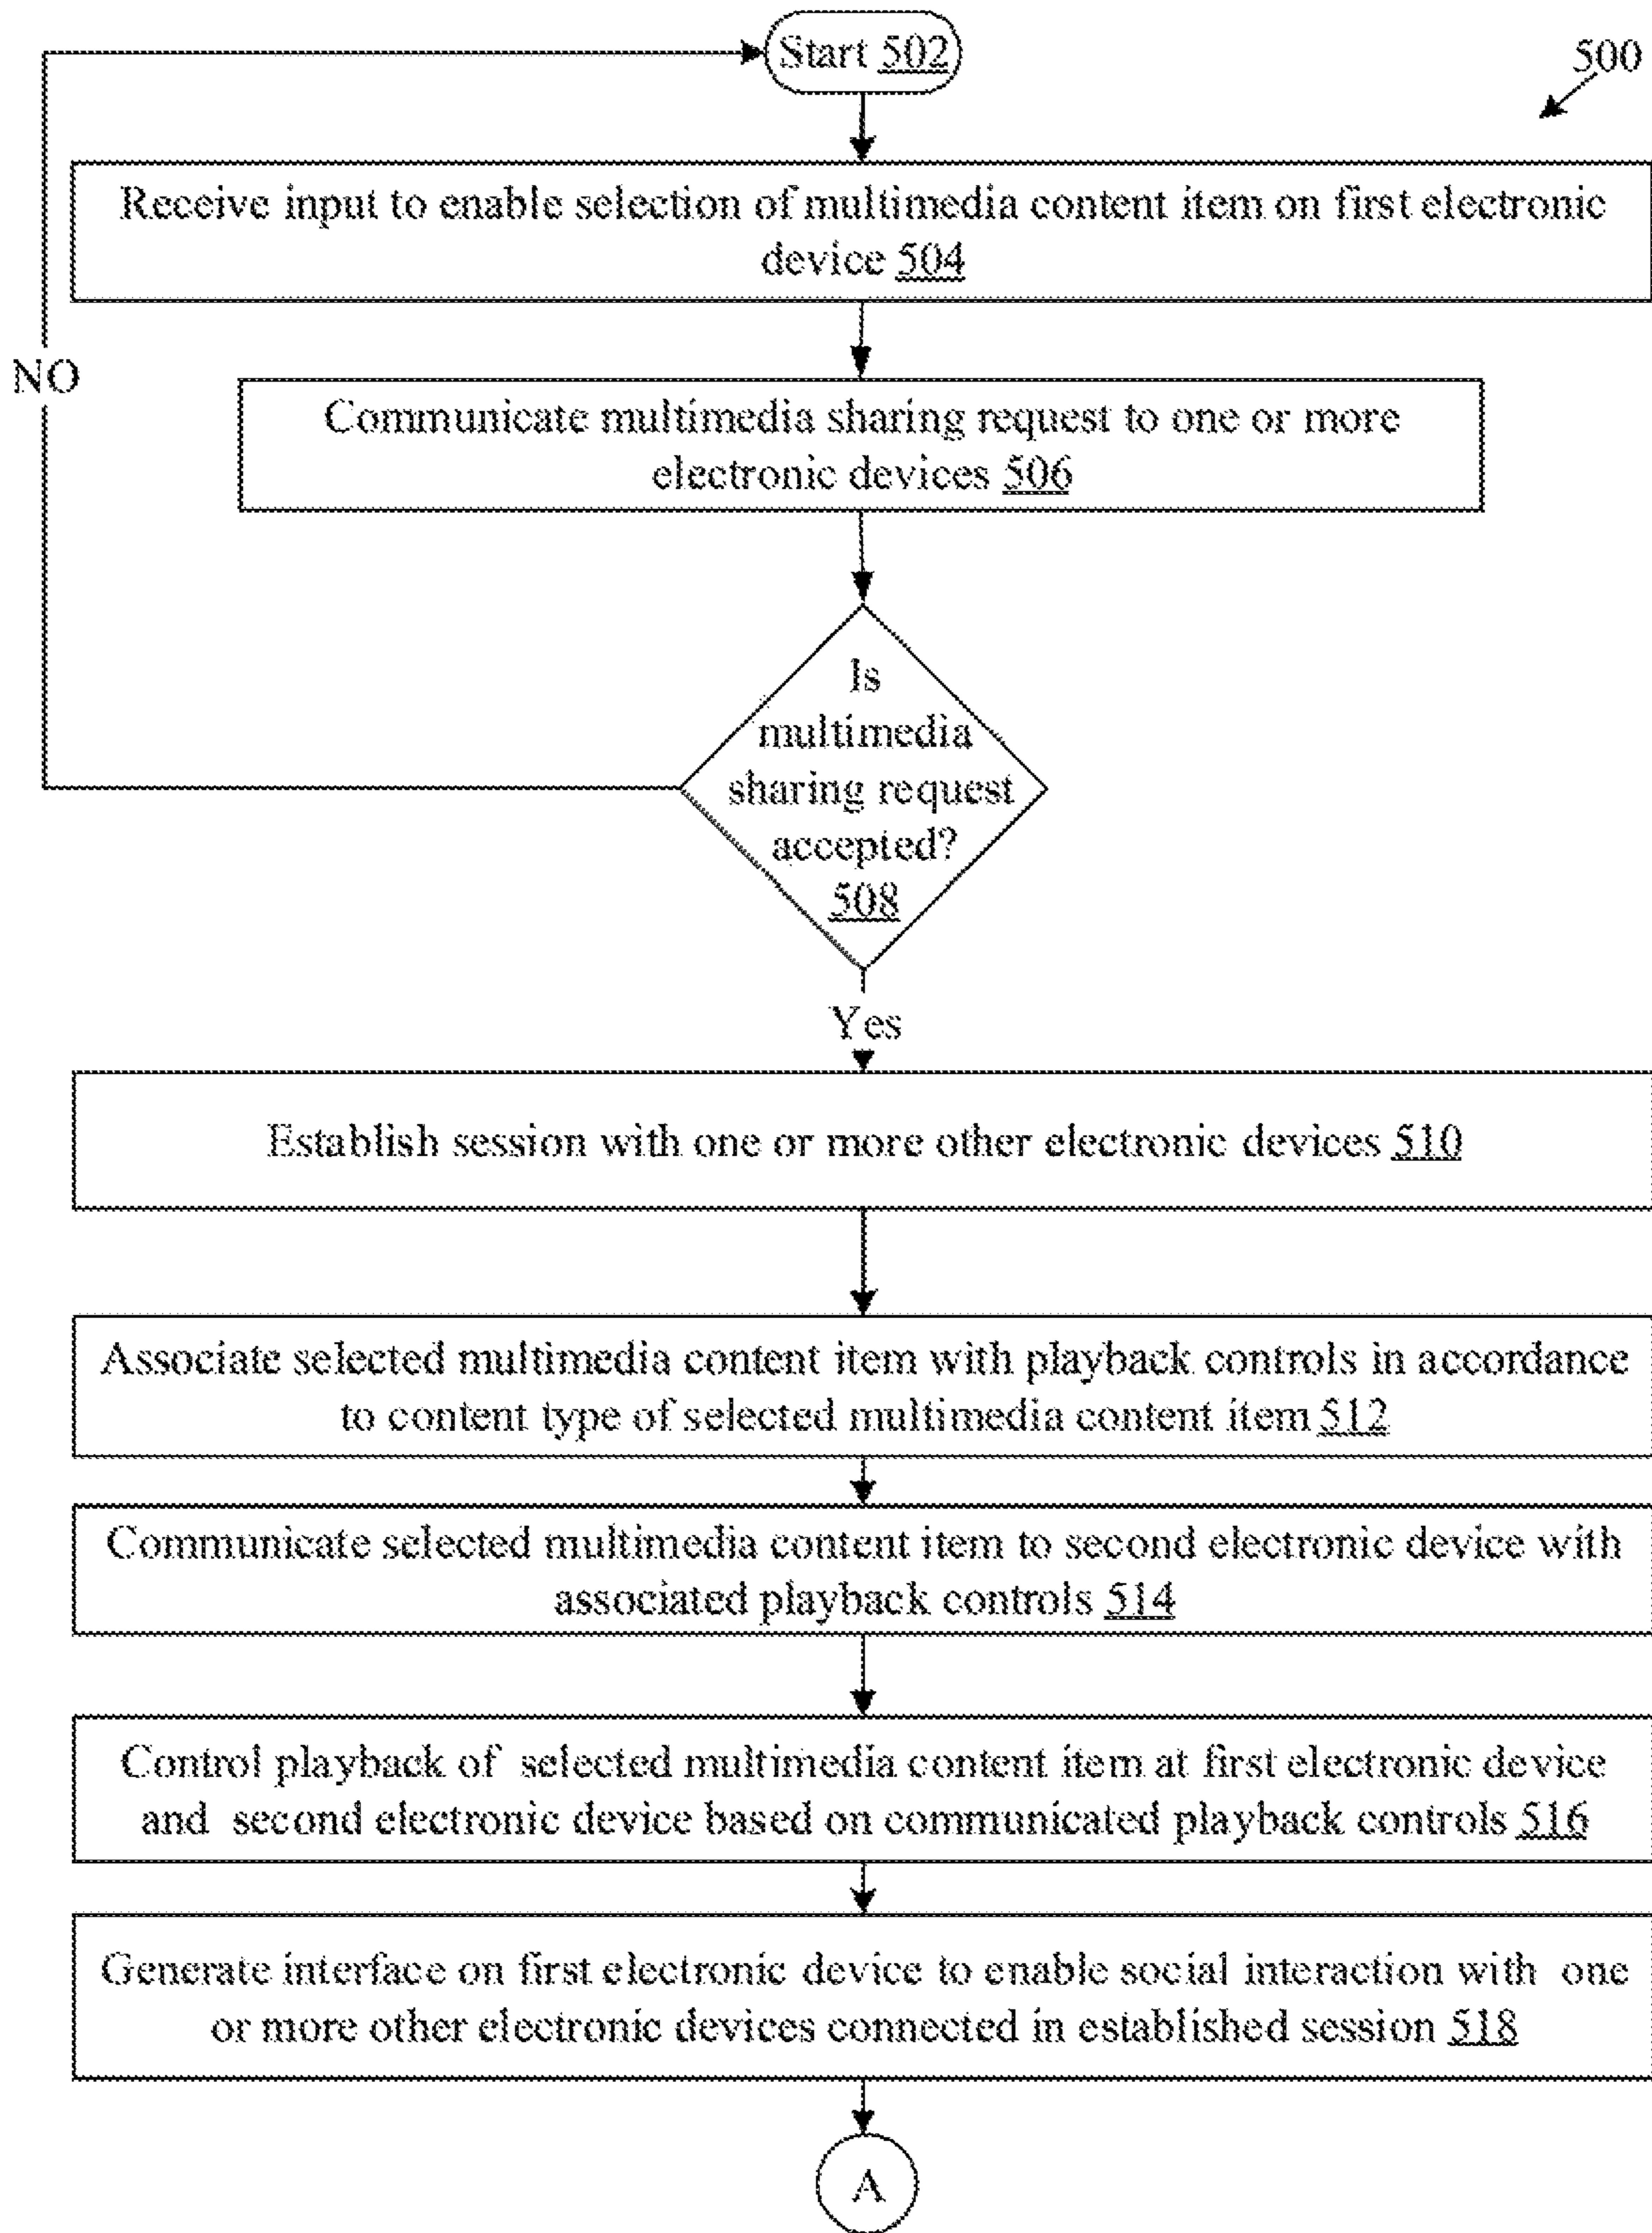 Start 502
500
Receive input to enable selection of multimedia content item on first electronic
device 504
NO
Communicate multimedia sharing request to one or more
electronic devices 506
Is
multimedia
sharing request
accepted?
508
Yes
Establish session with one or more other electronic devices 510
Associate selected multimedia content item with playback controls in accordance
to content type of selected multimedia content item 512
Communicate selected multimedia content item to second electronic device with
associated playback controls 514
Control playback of selected multimedia content item at first electronic device
and second electronic device based on communicated playback controls 516
Generate interface on first electronic device to enable social interaction with one
or more other electronic devices connected in established session 518
A